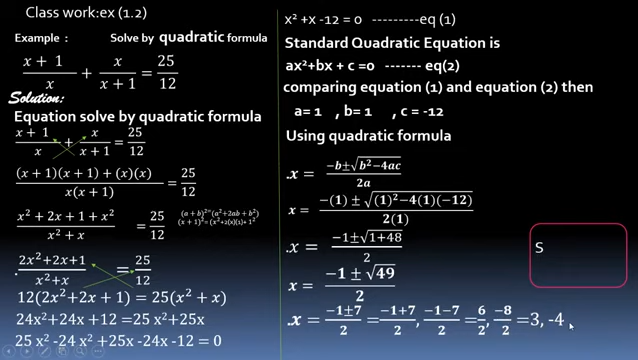 Class work:ex (1.2)
Example : Solve by quadratic formula
x + 1 / x + x / x + 1 = 25 / 12
Solution:
Equation solve by quadratic formula
x + 1 / x + x / x + 1 = 25 / 12
(x + 1)(x + 1) + (x)(x) / x(x + 1) = 25 / 12
x² + 2x + 1 + x² / x² + x = 25 / 12
(a + b)²=(a²+2ab + b²)
(x + 1)²= (x²+2(x)(1)+ 1²
.2x²+2x+1 / x²+x = 25 / 12
12(2x²+2x + 1) = 25(x² + x)
24x²+24x + 12 =25 x²+25x
25 x² -24 x² +25x -24x -12 = 0
x² +x -12 = 0 ---------eq (1)
Standard Quadratic Equation is
ax²+bx + c =0 ------- eq(2)
comparing equation (1) and equation (2) then
a= 1 , b= 1 , c = -12
Using quadratic formula
.x = −b±√b²−4ac / 2a
x = −(1) ± √(1)²−4(1)(−12) / 2(1)
.x = −1±√1+48 / 2
x = −1 ± √49 / 2
.x = −1±7 / 2 = −1+7 / 2 , −1−7 / 2 = 6 / 2 , −8 / 2 =3, -4
S